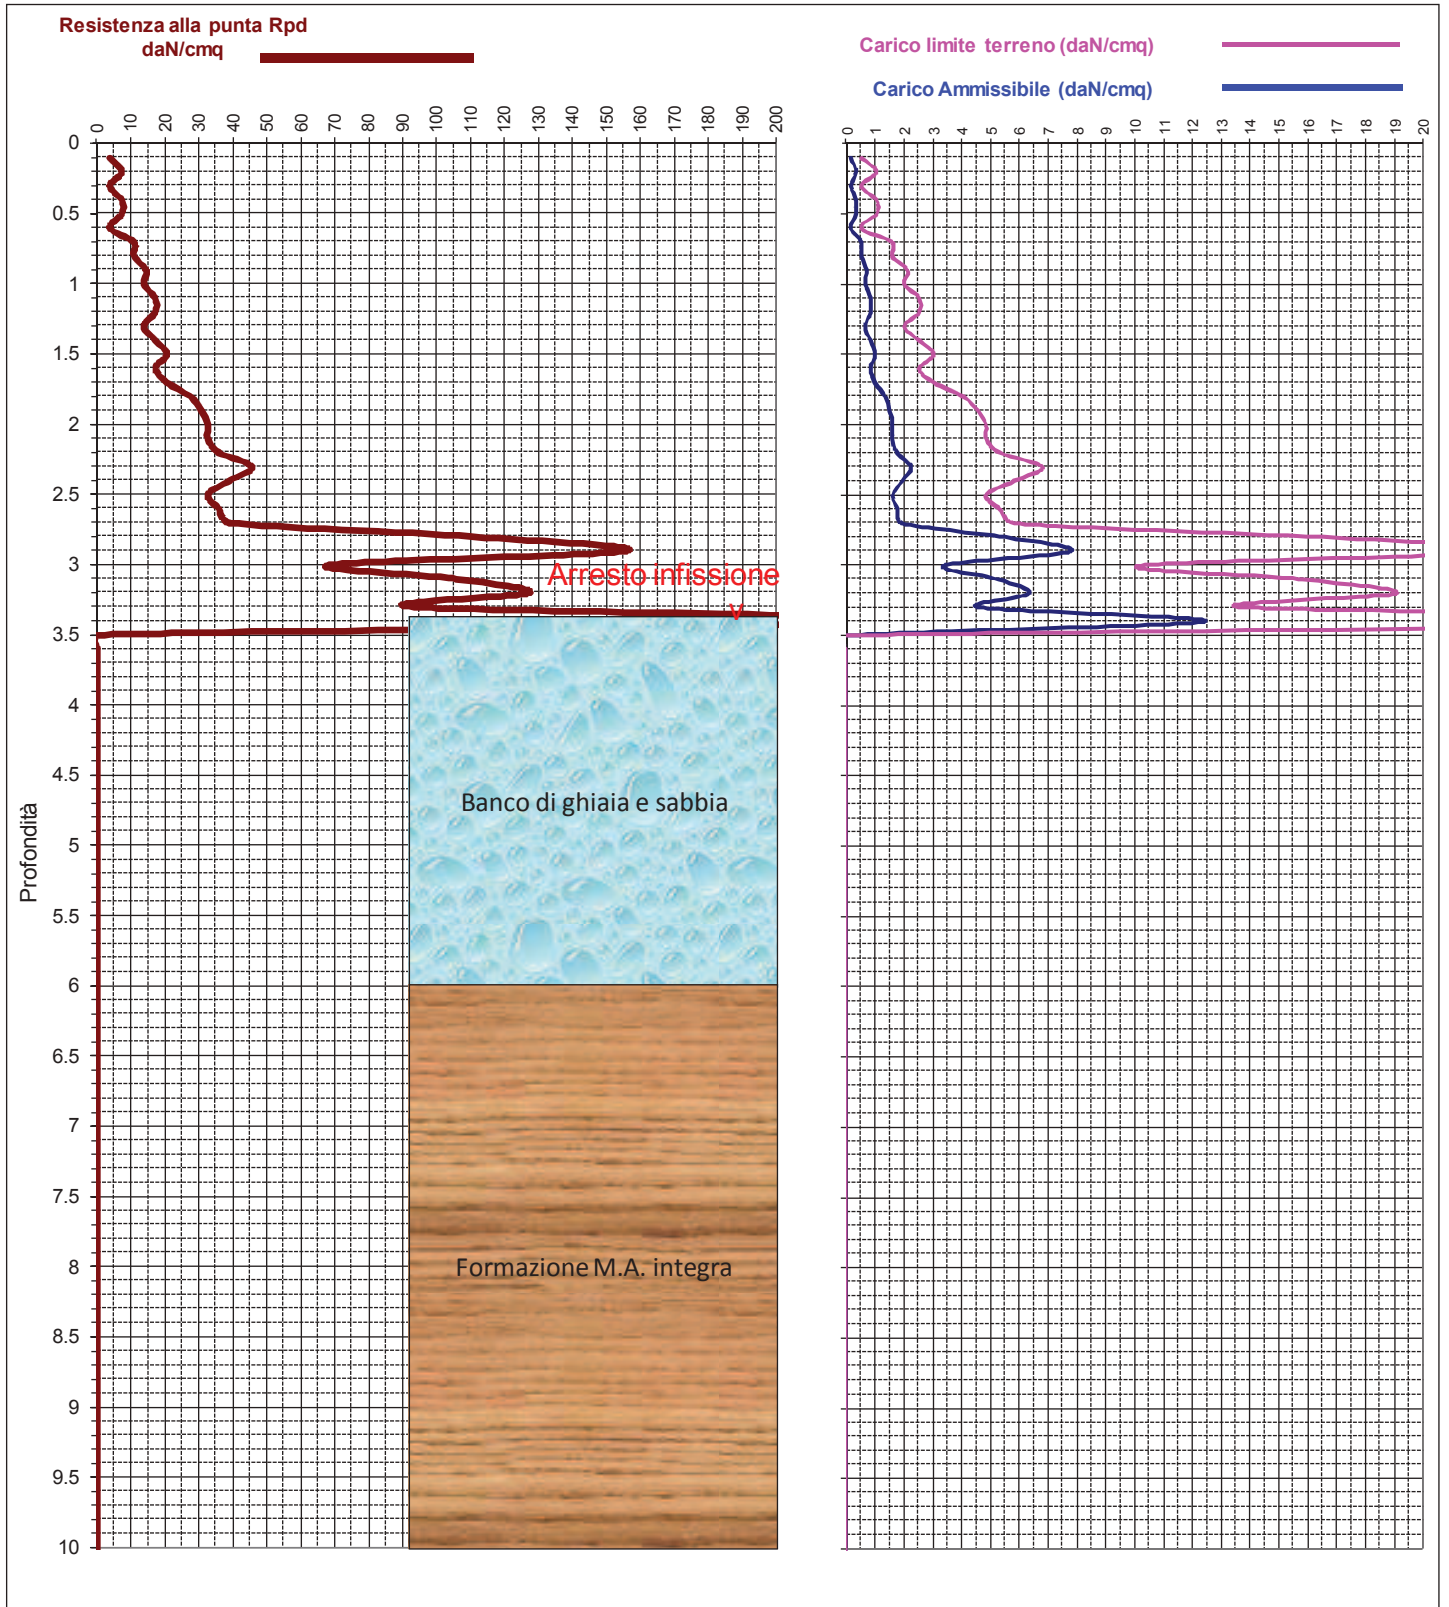 Resistenza alla punta Rpd
daN/cmq
Carico limite terreno (daN/cmq)
Carico Ammissibile (daN/cmq)
0 10 20 30 40 50 60 70 80 90 100 110 120 130 140 150 160 170 180 190 200
0 1 2 3 4 5 6 7 8 9 10 11 12 13 14 15 16 17 18 19 20
0
0.5
1
1.5
2
2.5
3
3.5
4
4.5
5
5.5
6
6.5
7
7.5
8
8.5
9
9.5
10
Profondità
Arresto infissione
v
Banco di ghiaia e sabbia
Formazione M.A. integra